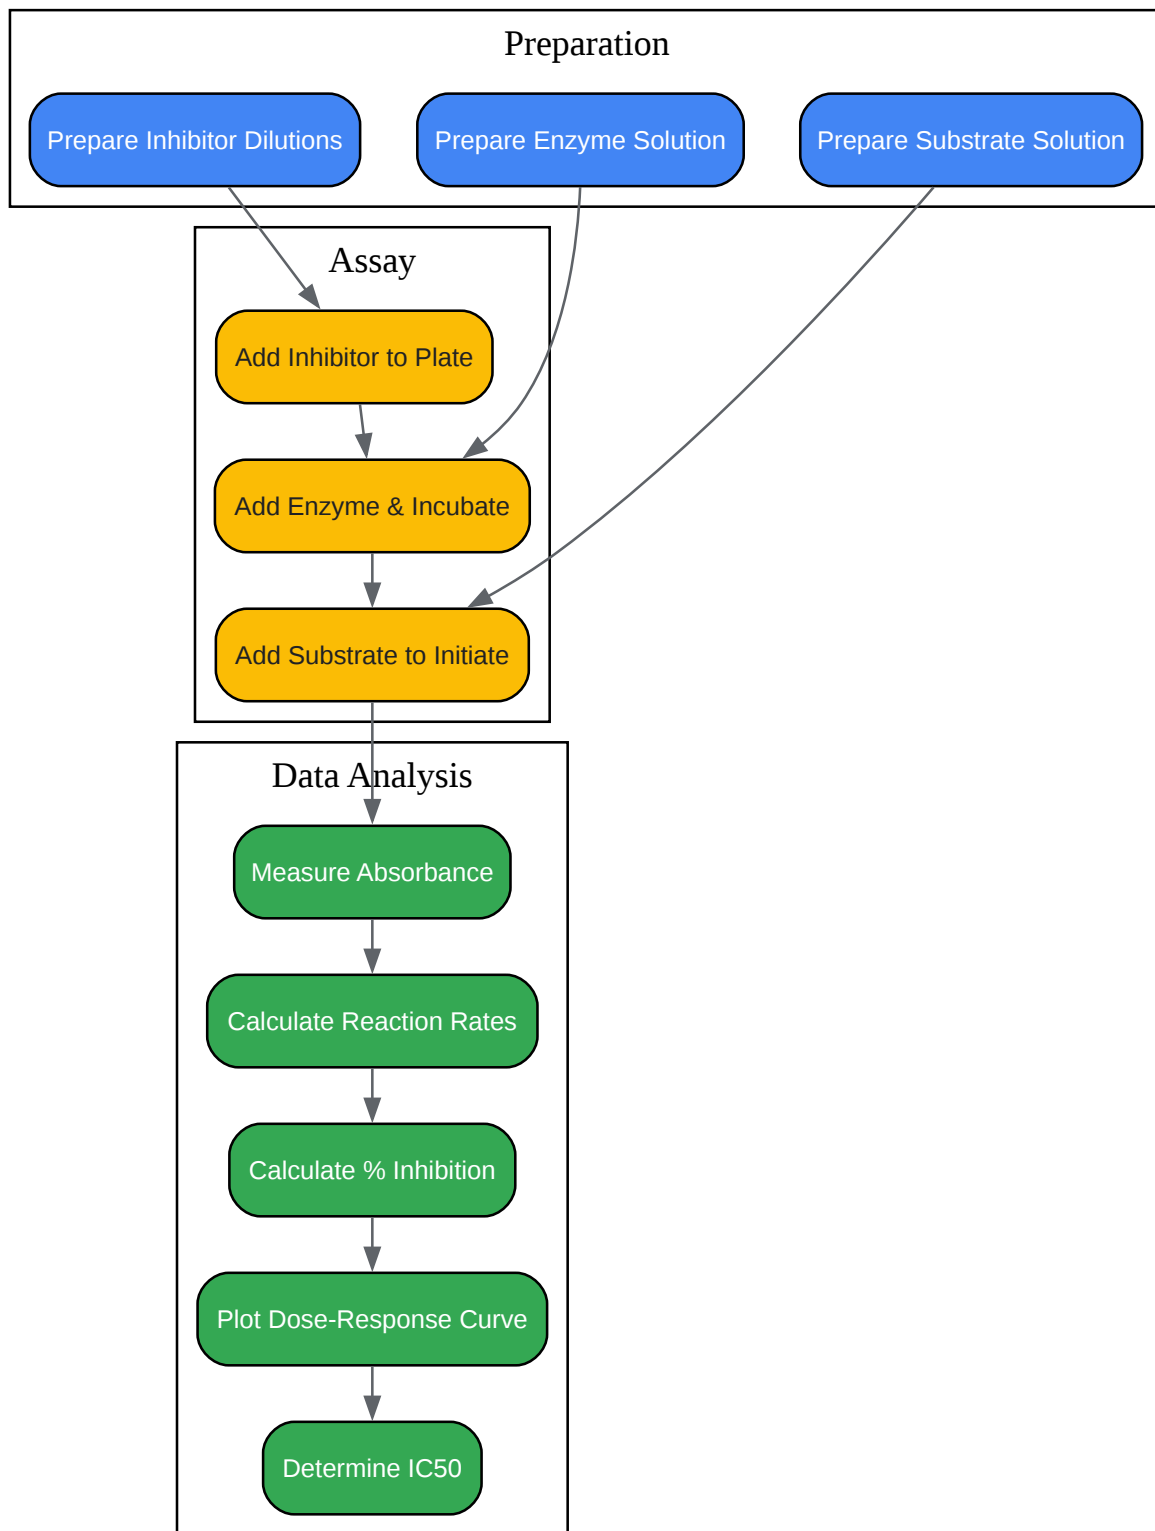 Preparation
Prepare Inhibitor Dilutions
Prepare Enzyme Solution
Prepare Substrate Solution
Assay
Add Inhibitor to Plate
Add Enzyme & Incubate
Add Substrate to Initiate
Data Analysis
Measure Absorbance
Calculate Reaction Rates
Calculate % Inhibition
Plot Dose-Response Curve
Determine IC50